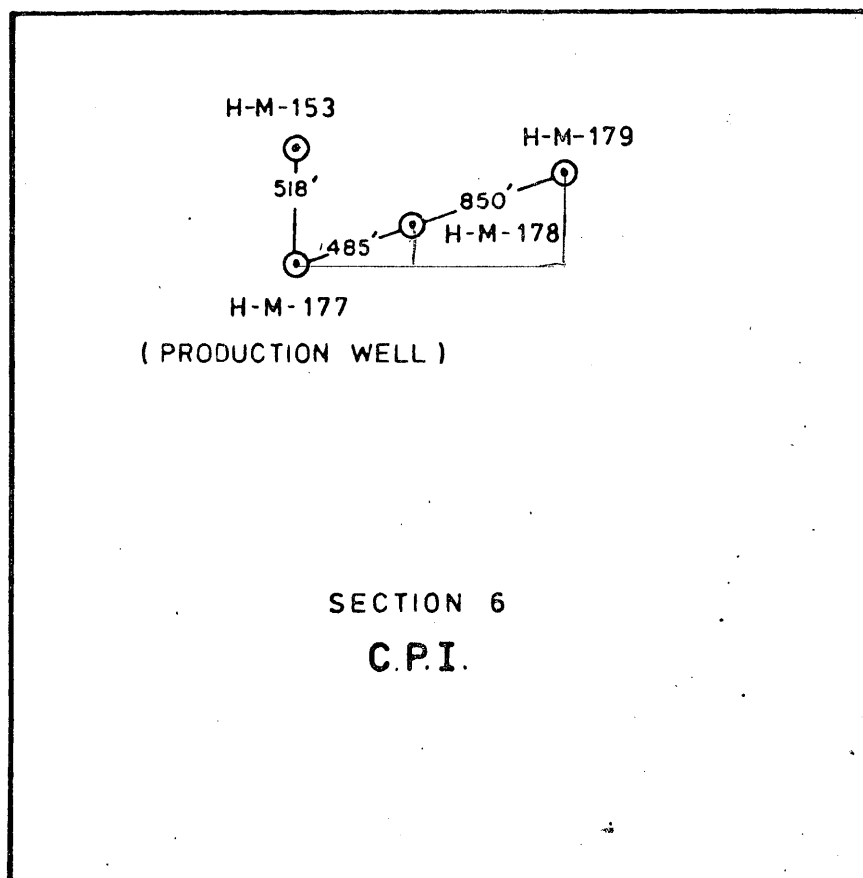 H-M-153
H-M-179
518'
850'
H-M-178
485'
H-M-177
(PRODUCTION WELL)
SECTION 6
C.P.I.